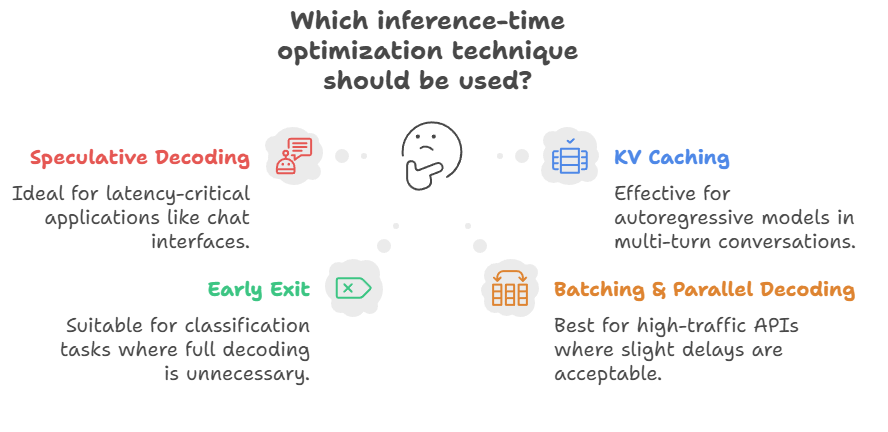 Which inference-time
optimization technique
should be used?
Speculative Decoding
Ideal for latency-critical
applications like chat
interfaces.
KV Caching
Effective for
autoregressive models in
multi-turn conversations.
Early Exit
Suitable for classification
tasks where full decoding
is unnecessary.
Batching & Parallel Decoding
Best for high-traffic APIs
where slight delays are
acceptable.